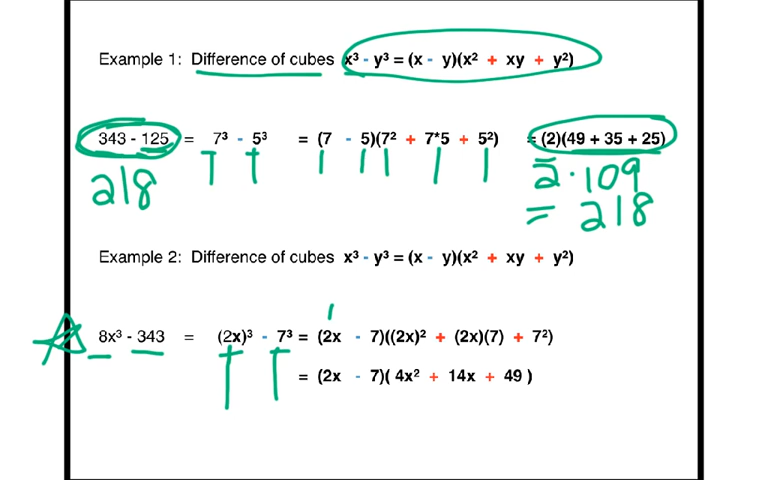 Example 1: Difference of cubes x³ - y³ = (x - y)(x² + xy + y²)
343 - 125 = 7³ - 5³ = (7 - 5)(7² + 7*5 + 5²) = (2)(49 + 35 + 25)
218
2 · 109
= 218
Example 2: Difference of cubes x³ - y³ = (x - y)(x² + xy + y²)
8x³ - 343 = (2x)³ - 7³ = (2x - 7)((2x)² + (2x)(7) + 7²)
= (2x - 7)( 4x² + 14x + 49 )